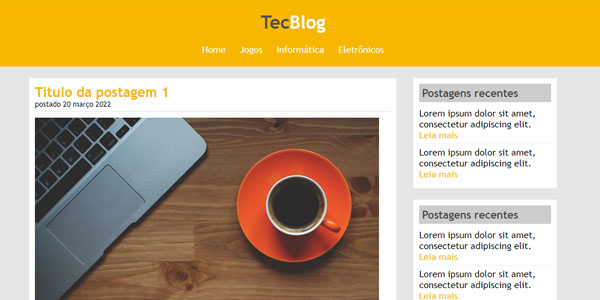 TecBlog
Home Jogos Informática Eletrônicos
Título da postagem 1
postado 20 março 2022
Postagens recentes
Lorem ipsum dolor sit amet,
consectetur adipiscing elit.
Leia mais
Lorem ipsum dolor sit amet,
consectetur adipiscing elit.
Leia mais
Postagens recentes
Lorem ipsum dolor sit amet,
consectetur adipiscing elit.
Leia mais
Lorem ipsum dolor sit amet,
consectetur adipiscing elit.
Leia mais